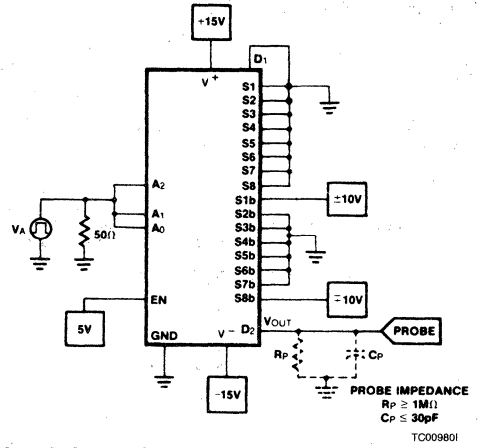 +15V
D1
V+
S1
S2
S3
S4
S5
S6
S7
S8
A2
S1b
±10V
VA
50Ω
A1
A0
S2b
S3b
S4b
S5b
S6b
S7b
EN
S8b
∓10V
5V
VOUT
GND
V−
D2
PROBE
RP
CP
−15V
PROBE IMPEDANCE
RP ≥ 1MΩ
CP ≤ 30pF
TC00980I